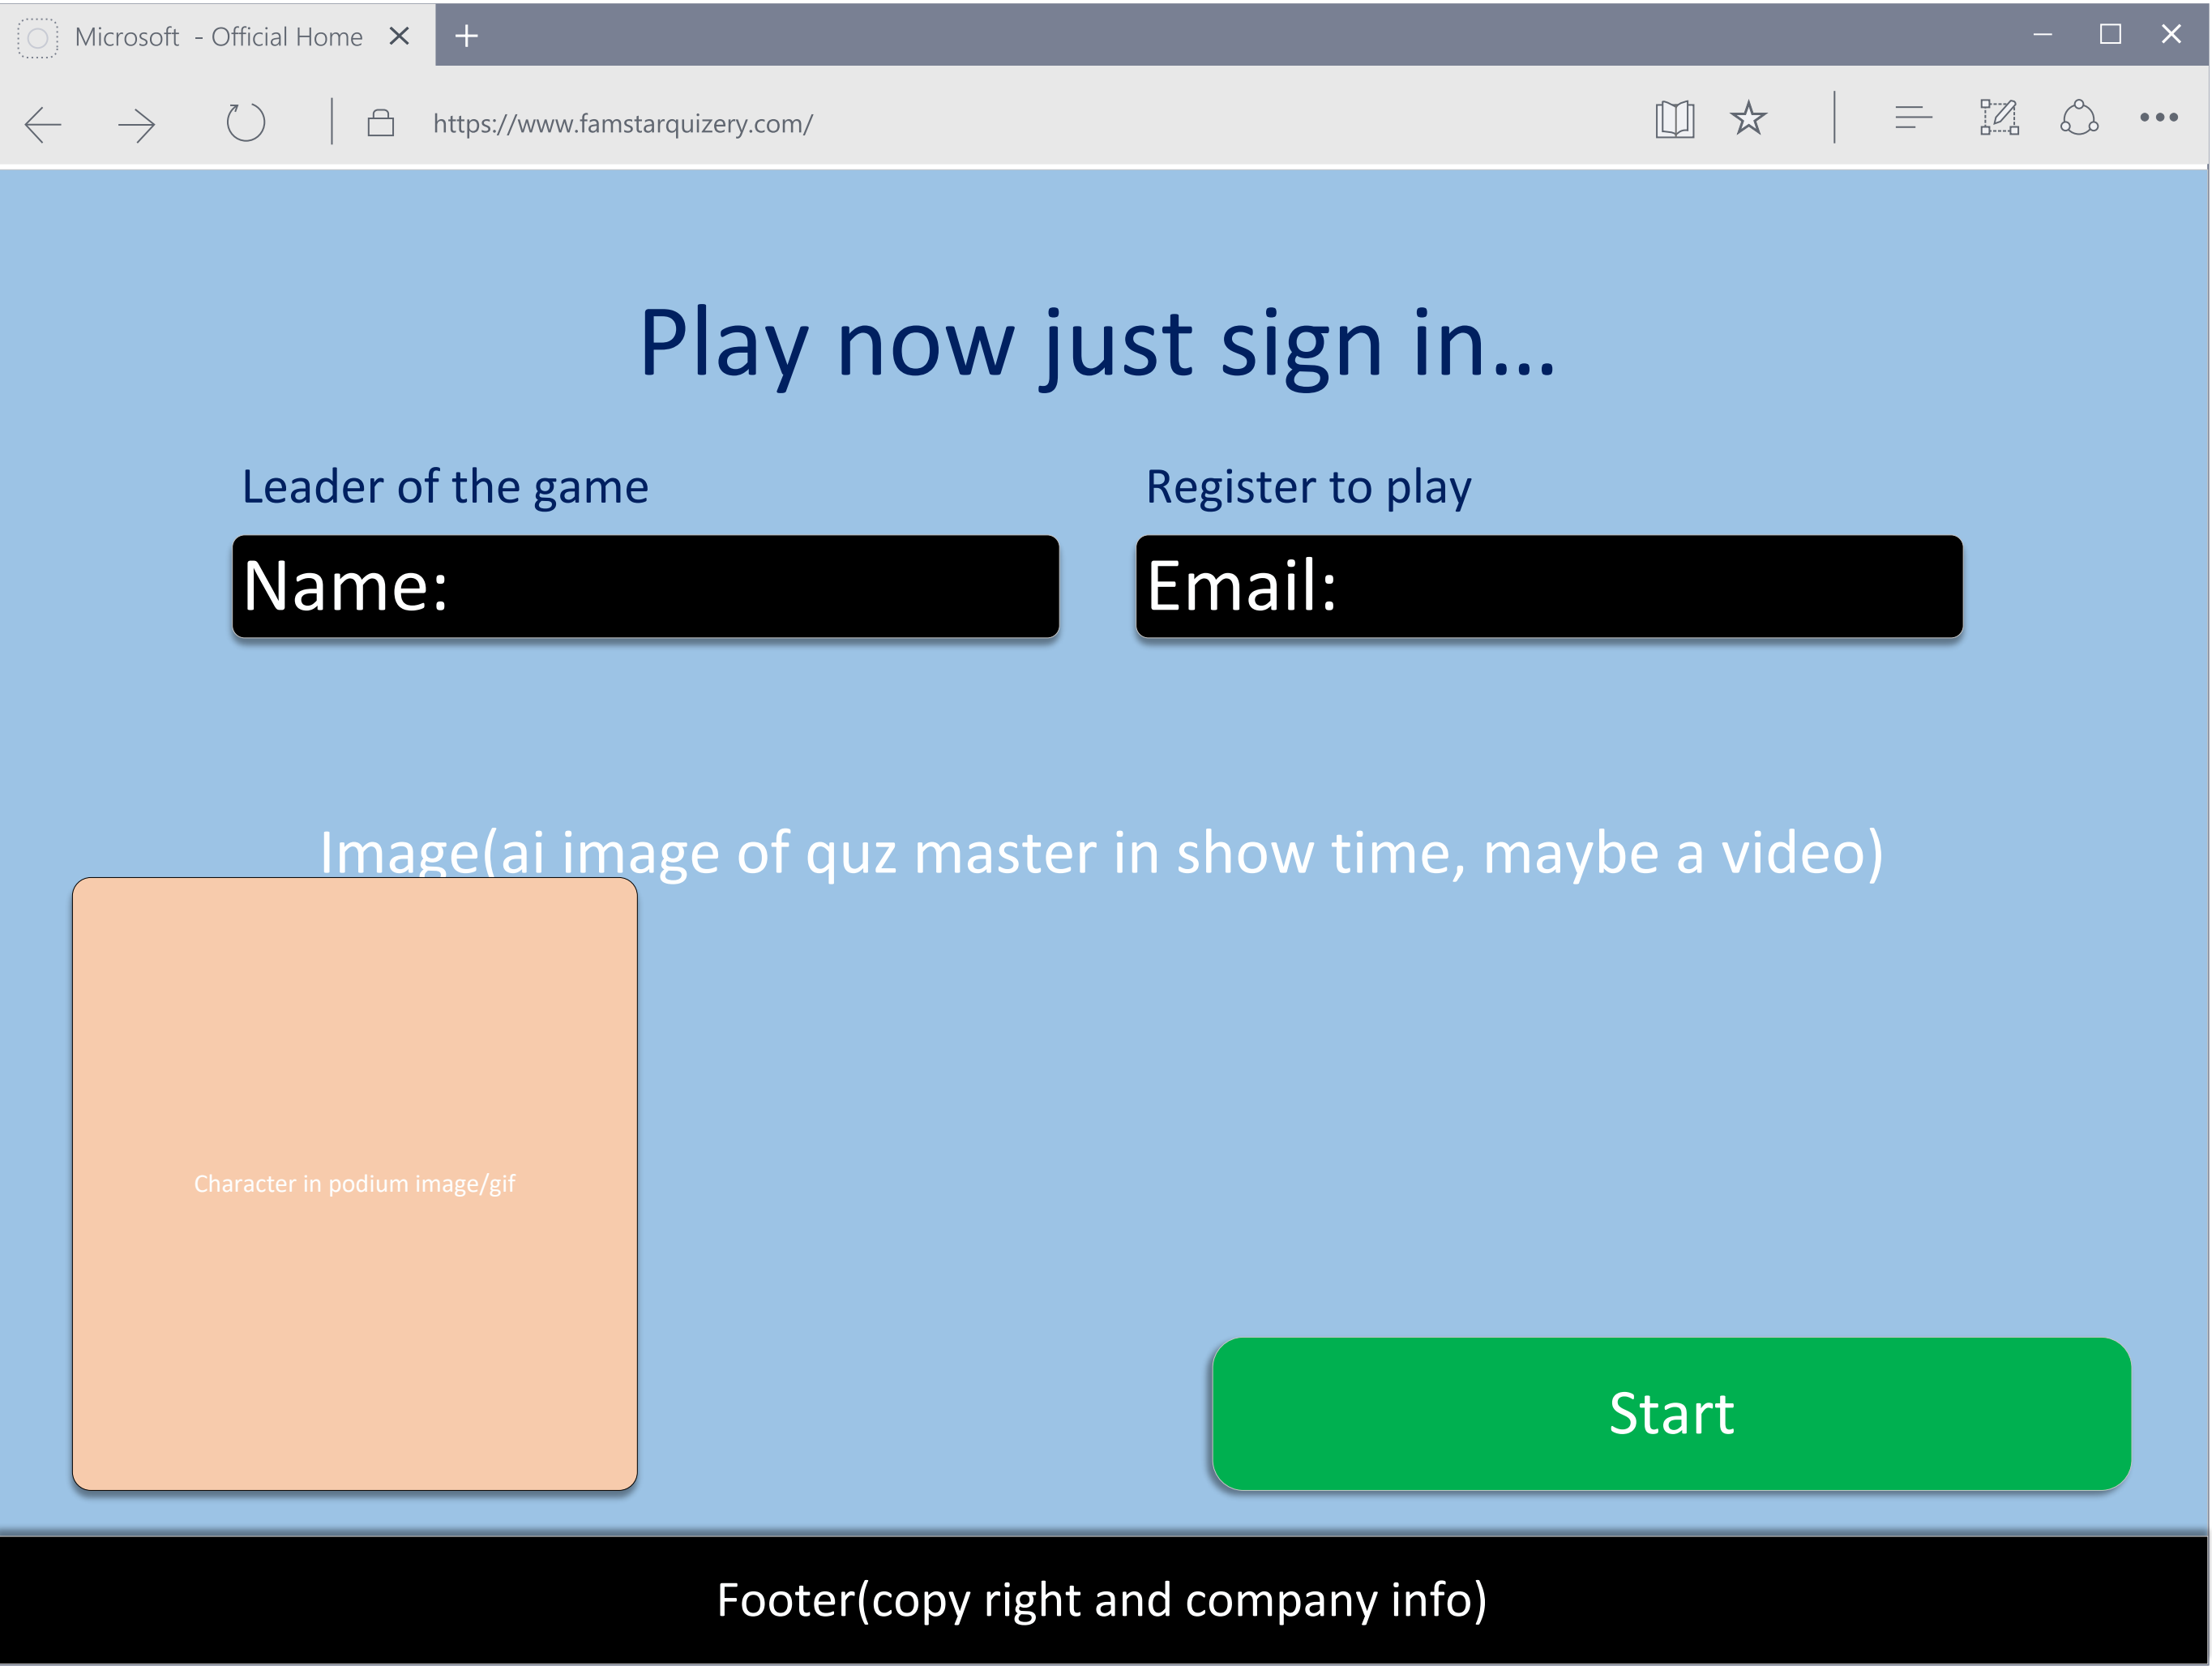 Microsoft - Official Home
https://www.famstarquizery.com/
Play now just sign in...
Leader of the game
Register to play
Name:
Email:
Image(ai image of quz master in show time, maybe a video)
Character in podium image/gif
Start
Footer(copy right and company info)